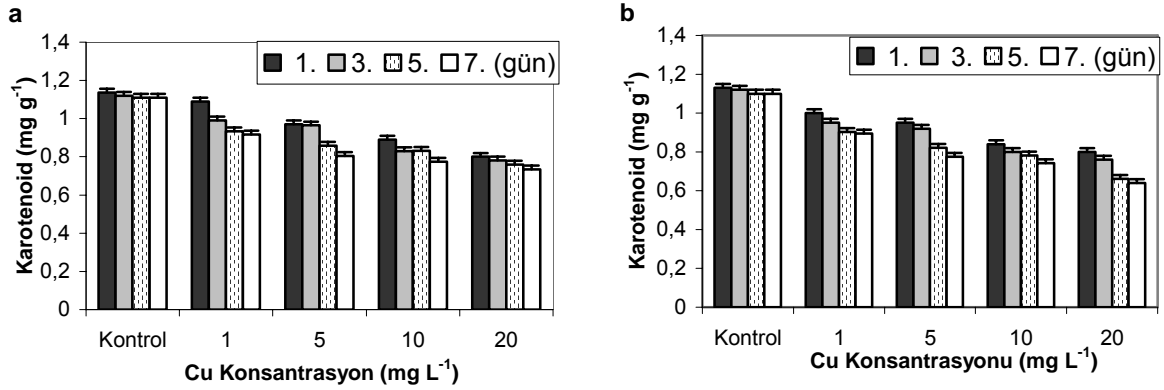 a
1,4
1,2
1
0,8
0,6
0,4
0,2
0
Karotenoid (mg g⁻¹)
1. 3. 5. 7. (gün)
Kontrol 1 5 10 20
Cu Konsantrasyon (mg L⁻¹)
b
1,4
1,2
1
0,8
0,6
0,4
0,2
0
Karotenoid (mg g⁻¹)
1. 3. 5. 7. (gün)
Kontrol 1 5 10 20
Cu Konsantrasyonu (mg L⁻¹)